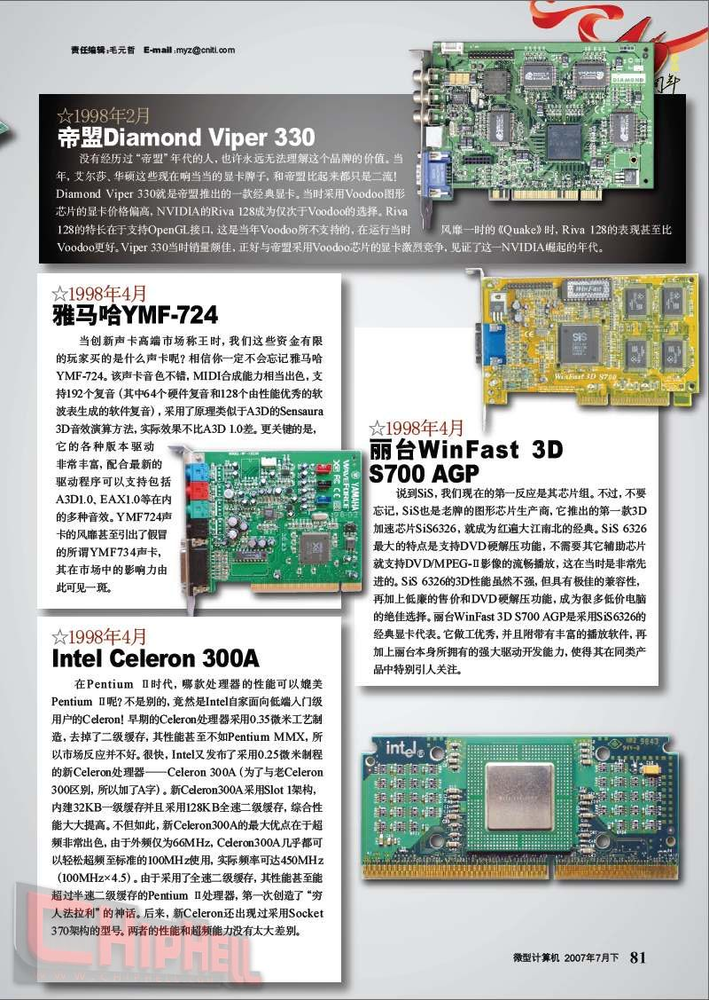 责任编辑:毛元哲 E-mail:myz@cniti.com
周年
☆1998年2月
帝盟Diamond Viper 330
没有经历过“帝盟”年代的人，也许永远无法理解这个品牌的价值。当
年，艾尔莎、华硕这些现在响当当的显卡牌子，和帝盟比起来都只是二流！
Diamond Viper 330就是帝盟推出的一款经典显卡。当时采用Voodoo图形
芯片的显卡价格偏高，NVIDIA的Riva 128成为仅次于Voodoo的选择。Riva
128的特长在于支持OpenGL接口，这是当年Voodoo所不支持的，在运行当时 风靡一时的《Quake》时，Riva 128的表现甚至比
Voodoo更好。Viper 330当时销量颇佳，正好与帝盟采用Voodoo芯片的显卡激烈竞争，见证了这一NVIDIA崛起的年代。
DIAMOND
☆1998年4月
雅马哈YMF-724
当创新声卡高端市场称王时，我们这些资金有限
的玩家买的是什么声卡呢？相信你一定不会忘记雅马哈
YMF-724。该声卡音色不错，MIDI合成能力相当出色，支
持192个复音（其中64个硬件复音和128个由性能优秀的软
波表生成的软件复音），采用了原理类似于A3D的Sensaura
3D音效演算方法，实际效果不比A3D 1.0差。更关键的是，
它的各种版本驱动
非常丰富，配合最新的
驱动程序可以支持包括
A3D1.0、EAX1.0等在内
的多种音效。YMF724声
卡的风靡甚至引出了假冒
的所谓YMF734声卡，
其在市场中的影响力由
此可见一斑。
YAMAHA
WAVEFORCE
WinFast
SiS
WinFast 3D S700
☆1998年4月
丽台WinFast 3D
S700 AGP
说到SiS，我们现在的第一反应是其芯片组。不过，不要
忘记，SiS也是老牌的图形芯片生产商，它推出的第一款3D
加速芯片SiS6326，就成为红遍大江南北的经典。SiS 6326
最大的特点是支持DVD硬解压功能，不需要其它辅助芯片
就支持DVD/MPEG-Ⅱ影像的流畅播放，这在当时是非常先
进的。SiS 6326的3D性能虽然不强，但具有极佳的兼容性，
再加上低廉的售价和DVD硬解压功能，成为很多低价电脑
的绝佳选择。丽台WinFast 3D S700 AGP是采用SiS6326的
经典显卡代表。它做工优秀，并且附带有丰富的播放软件，再
加上丽台本身所拥有的强大驱动开发能力，使得其在同类产
品中特别引人关注。
☆1998年4月
Intel Celeron 300A
在Pentium Ⅱ时代，哪款处理器的性能可以媲美
Pentium Ⅱ呢？不是别的，竟然是Intel自家面向低端入门级
用户的Celeron！早期的Celeron处理器采用0.35微米工艺制
造，去掉了二级缓存，其性能甚至不如Pentium MMX，所
以市场反应并不好。很快，Intel又发布了采用0.25微米制程
的新Celeron处理器——Celeron 300A（为了与老Celeron
300区别，所以加了A字）。新Celeron300A采用Slot 1架构，
内建32KB一级缓存并且采用128KB全速二级缓存，综合性
能大大提高。不但如此，新Celeron300A的最大优点在于超
频非常出色，由于外频仅为66MHz，Celeron300A几乎都可
以轻松超频至标准的100MHz使用，实际频率可达450MHz
（100MHz×4.5）。由于采用了全速二级缓存，其性能甚至能
超过半速二级缓存的Pentium Ⅱ处理器，第一次创造了“穷
人法拉利”的神话。后来，新Celeron还出现过采用Socket
370架构的型号。两者的性能和超频能力没有太大差别。
intel®
9843
94V-0
CHIPHELL
WWW.CHIPHELL.COM
微型计算机 2007年7月下 81